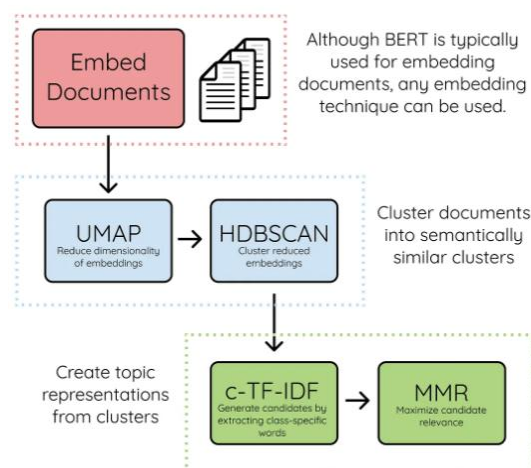 Embed
Documents
Although BERT is typically
used for embedding
documents, any embedding
technique can be used.
UMAP
Reduce dimensionality
of embeddings
HDBSCAN
Cluster reduced
embeddings
Cluster documents
into semantically
similar clusters
Create topic
representations
from clusters
c-TF-IDF
Generate candidates by
extracting class-specific
words
MMR
Maximize candidate
relevance